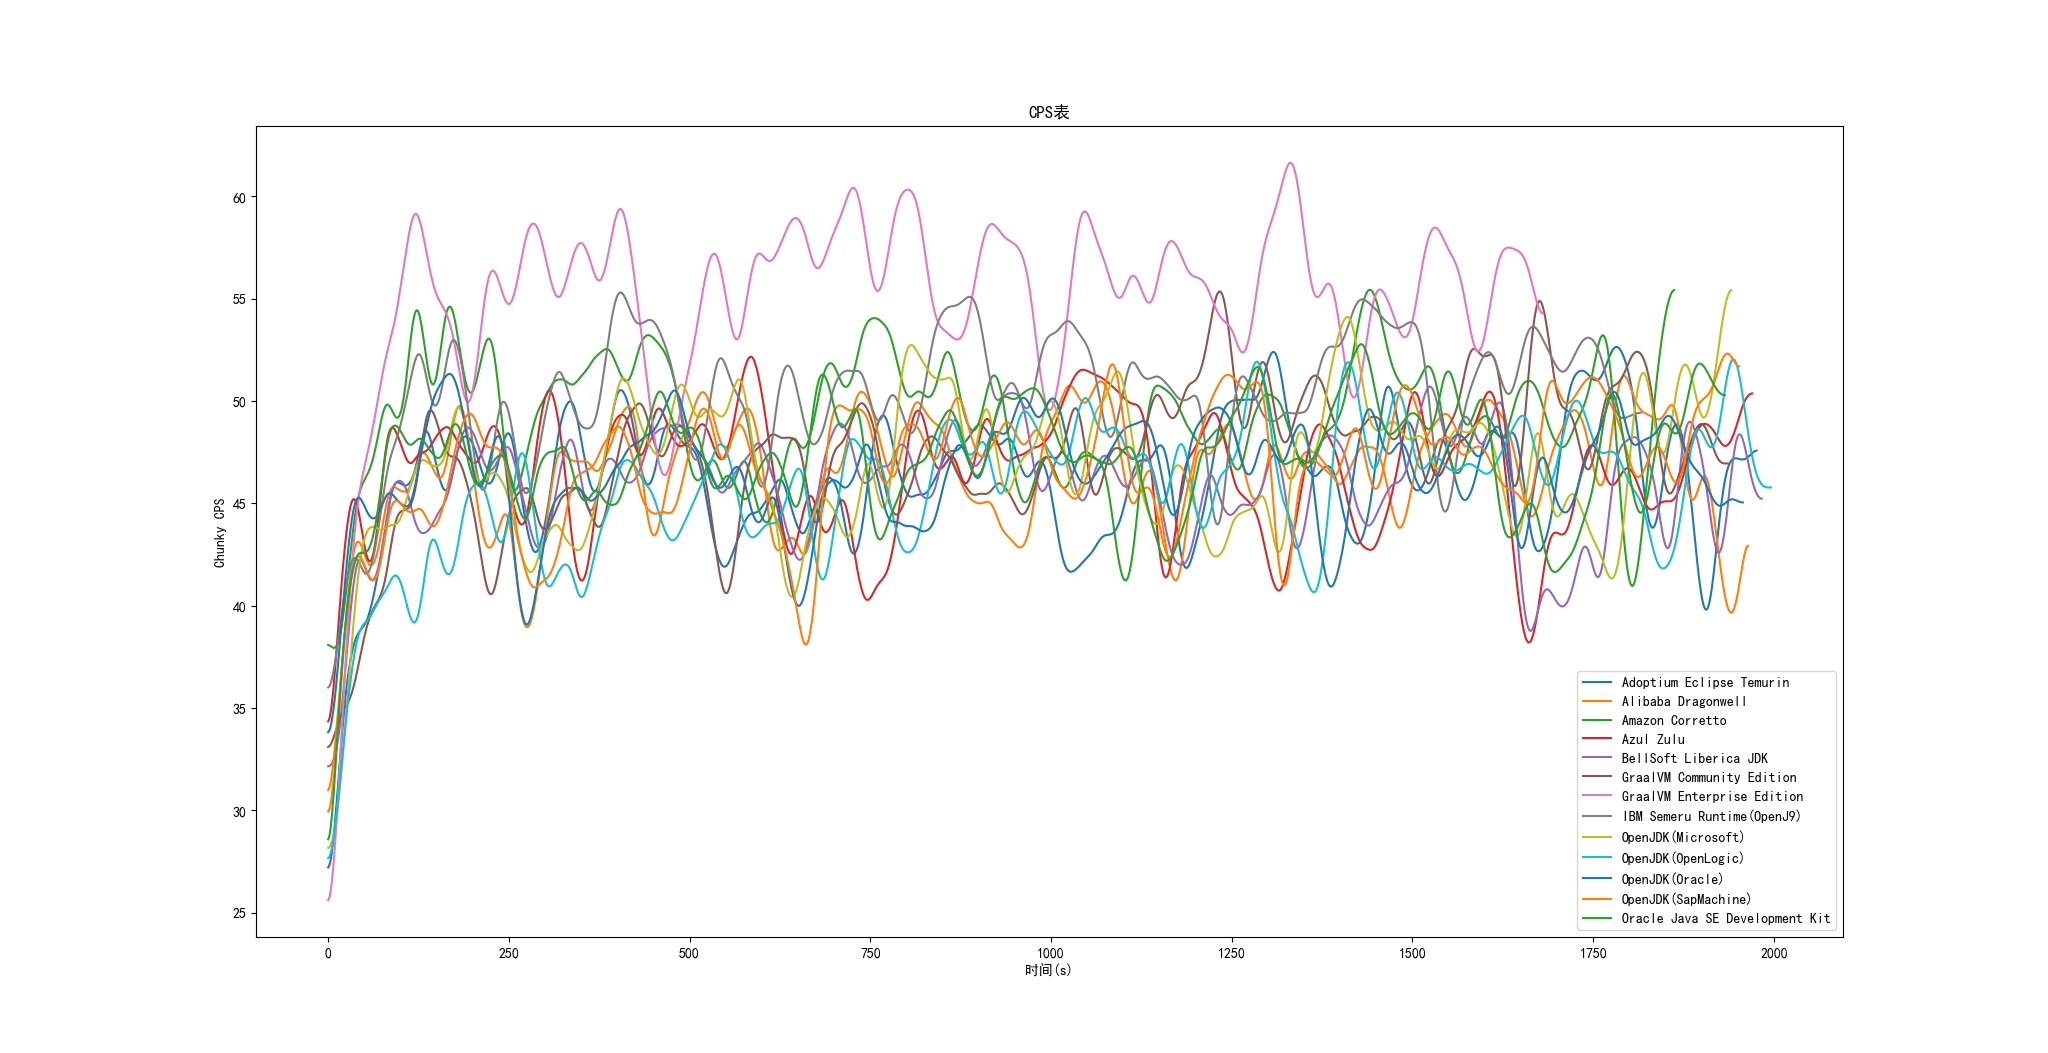 CPS表
Chunky CPS
60
55
50
45
40
35
30
25
0
250
500
750
1000
1250
1500
1750
2000
时间(s)
Adoptium Eclipse Temurin
Alibaba Dragonwell
Amazon Corretto
Azul Zulu
BellSoft Liberica JDK
GraalVM Community Edition
GraalVM Enterprise Edition
IBM Semeru Runtime(OpenJ9)
OpenJDK(Microsoft)
OpenJDK(OpenLogic)
OpenJDK(Oracle)
OpenJDK(SapMachine)
Oracle Java SE Development Kit